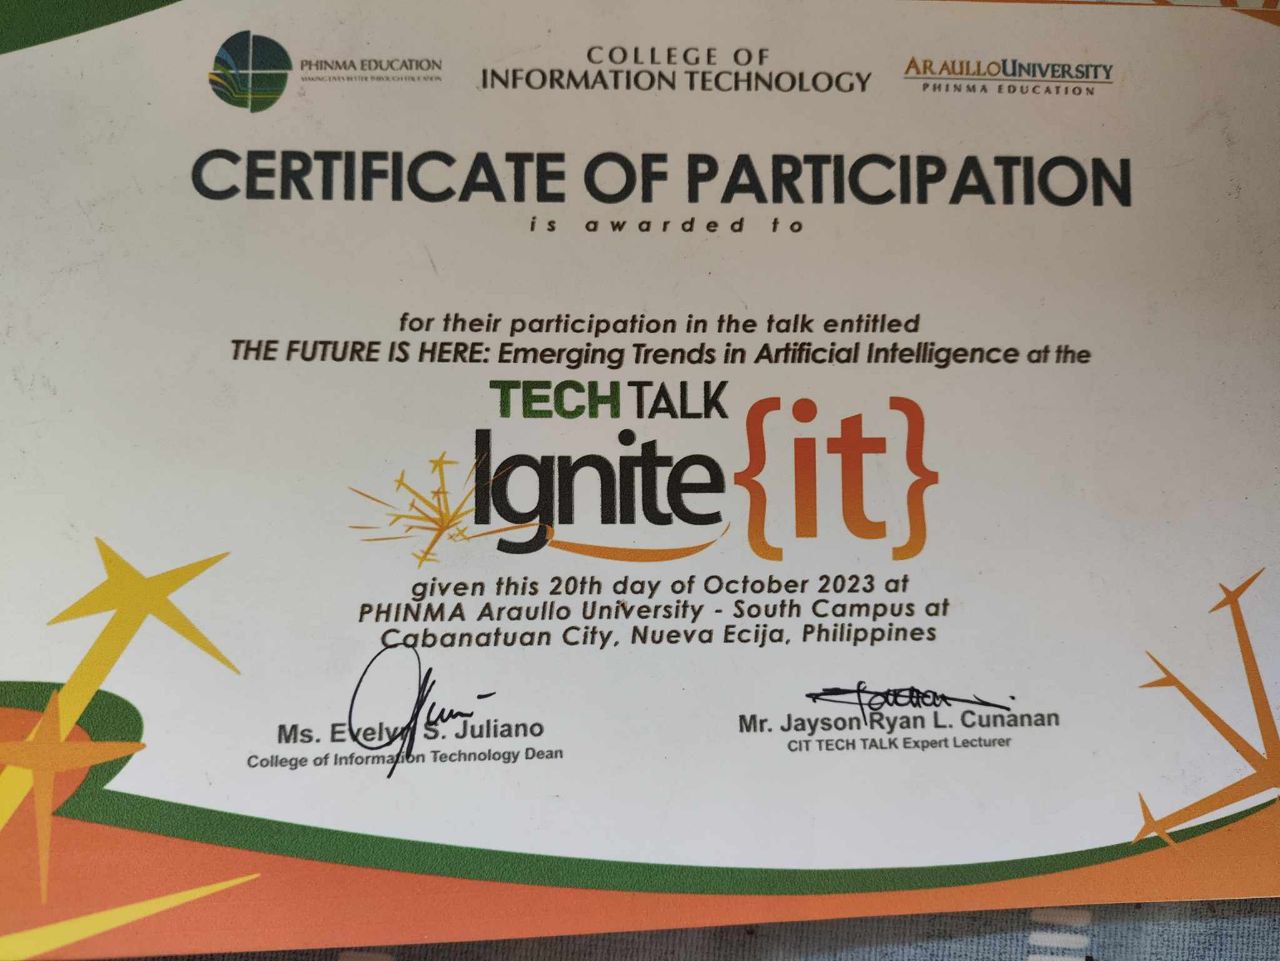 PHINMA EDUCATION
MAKING LIVES BETTER THROUGH EDUCATION
COLLEGE OF
INFORMATION TECHNOLOGY
ARAULLO UNIVERSITY
PHINMA EDUCATION
CERTIFICATE OF PARTICIPATION
is awarded to
for their participation in the talk entitled
THE FUTURE IS HERE: Emerging Trends in Artificial Intelligence at the
TECH TALK
Ignite {it}
given this 20th day of October 2023 at
PHINMA Araullo University - South Campus at
Cabanatuan City, Nueva Ecija, Philippines
Ms. Evelyn S. Juliano
College of Information Technology Dean
Mr. Jayson Ryan L. Cunanan
CIT TECH TALK Expert Lecturer